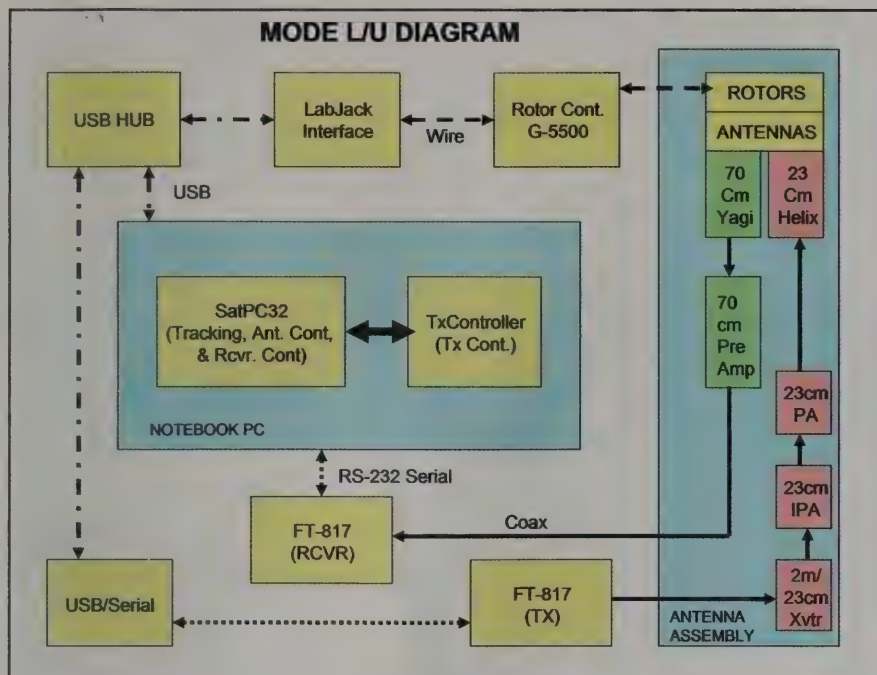 MODE L/U DIAGRAM
USB HUB
LabJack
Interface
Wire
Rotor Cont.
G-5500
ROTORS
ANTENNAS
70
Cm
Yagi
23
Cm
Helix
USB
SatPC32
(Tracking, Ant. Cont,
& Rcvr. Cont)
TxController
(Tx Cont.)
NOTEBOOK PC
70
cm
Pre
Amp
23cm
PA
23cm
IPA
RS-232 Serial
FT-817
(RCVR)
Coax
USB/Serial
FT-817
(TX)
2m/
23cm
Xvtr
ANTENNA
ASSEMBLY